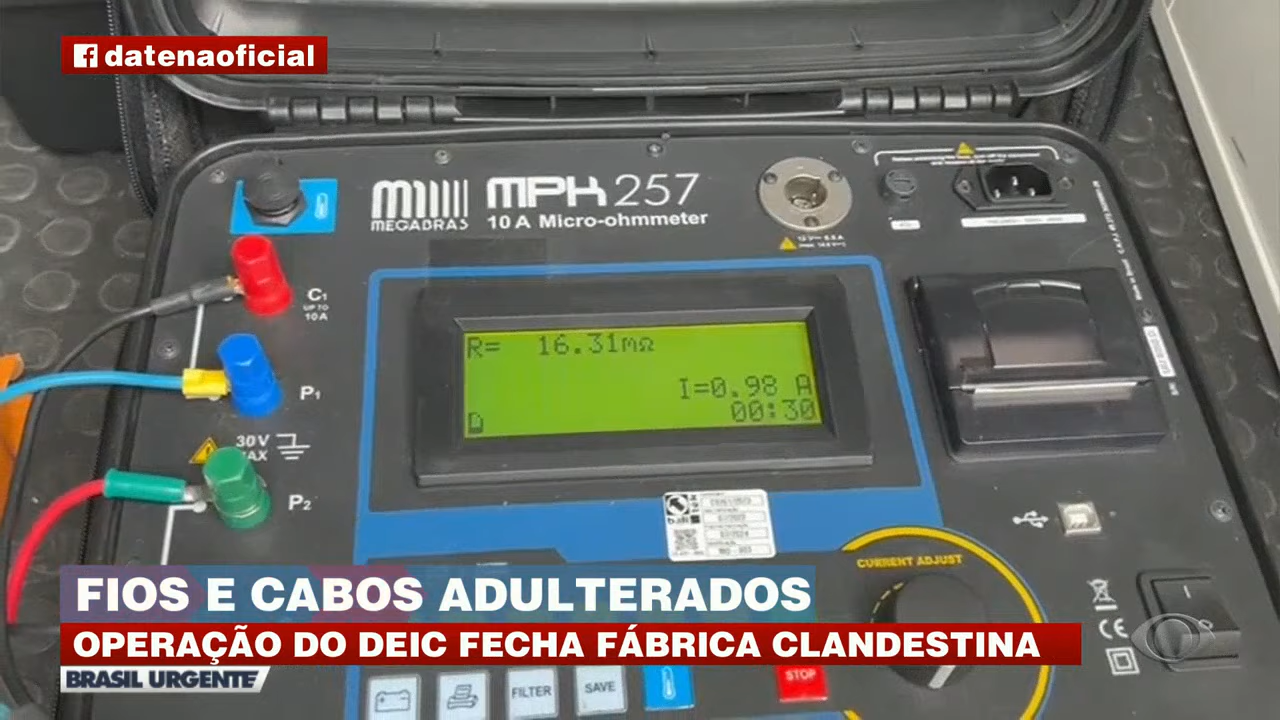 datenaoficial
MEGABRAS
MPK 257
10 A Micro-ohmmeter
C1
UP TO
10A
P1
30 V
MAX
P2
R= 16.31mΩ
I=0.98 A
00:30
CURRENT ADJUST
FILTER
SAVE
STOP
FIOS E CABOS ADULTERADOS
OPERAÇÃO DO DEIC FECHA FÁBRICA CLANDESTINA
BRASIL URGENTE